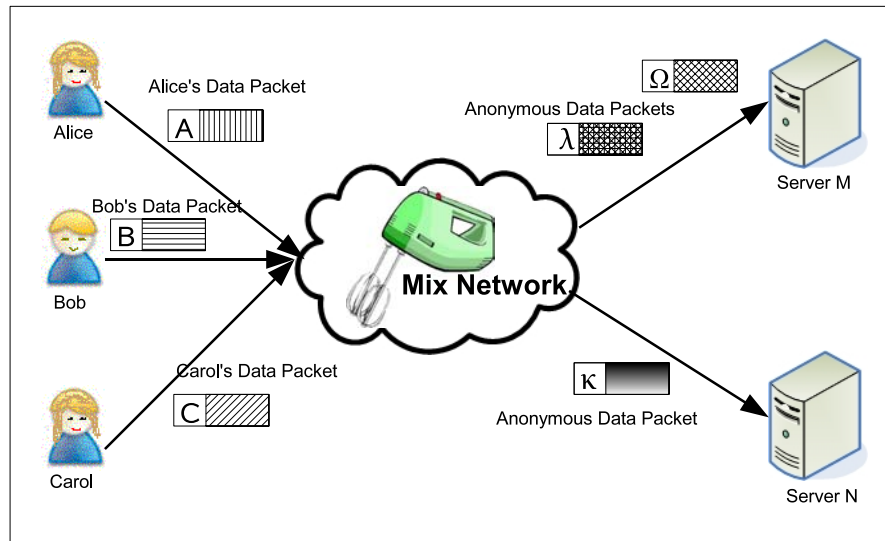 Alice's Data Packet
A
Alice
Ω
Anonymous Data Packets
λ
Server M
Bob's Data Packet
B
Bob
Mix Network
Carol's Data Packet
C
Carol
κ
Anonymous Data Packet
Server N